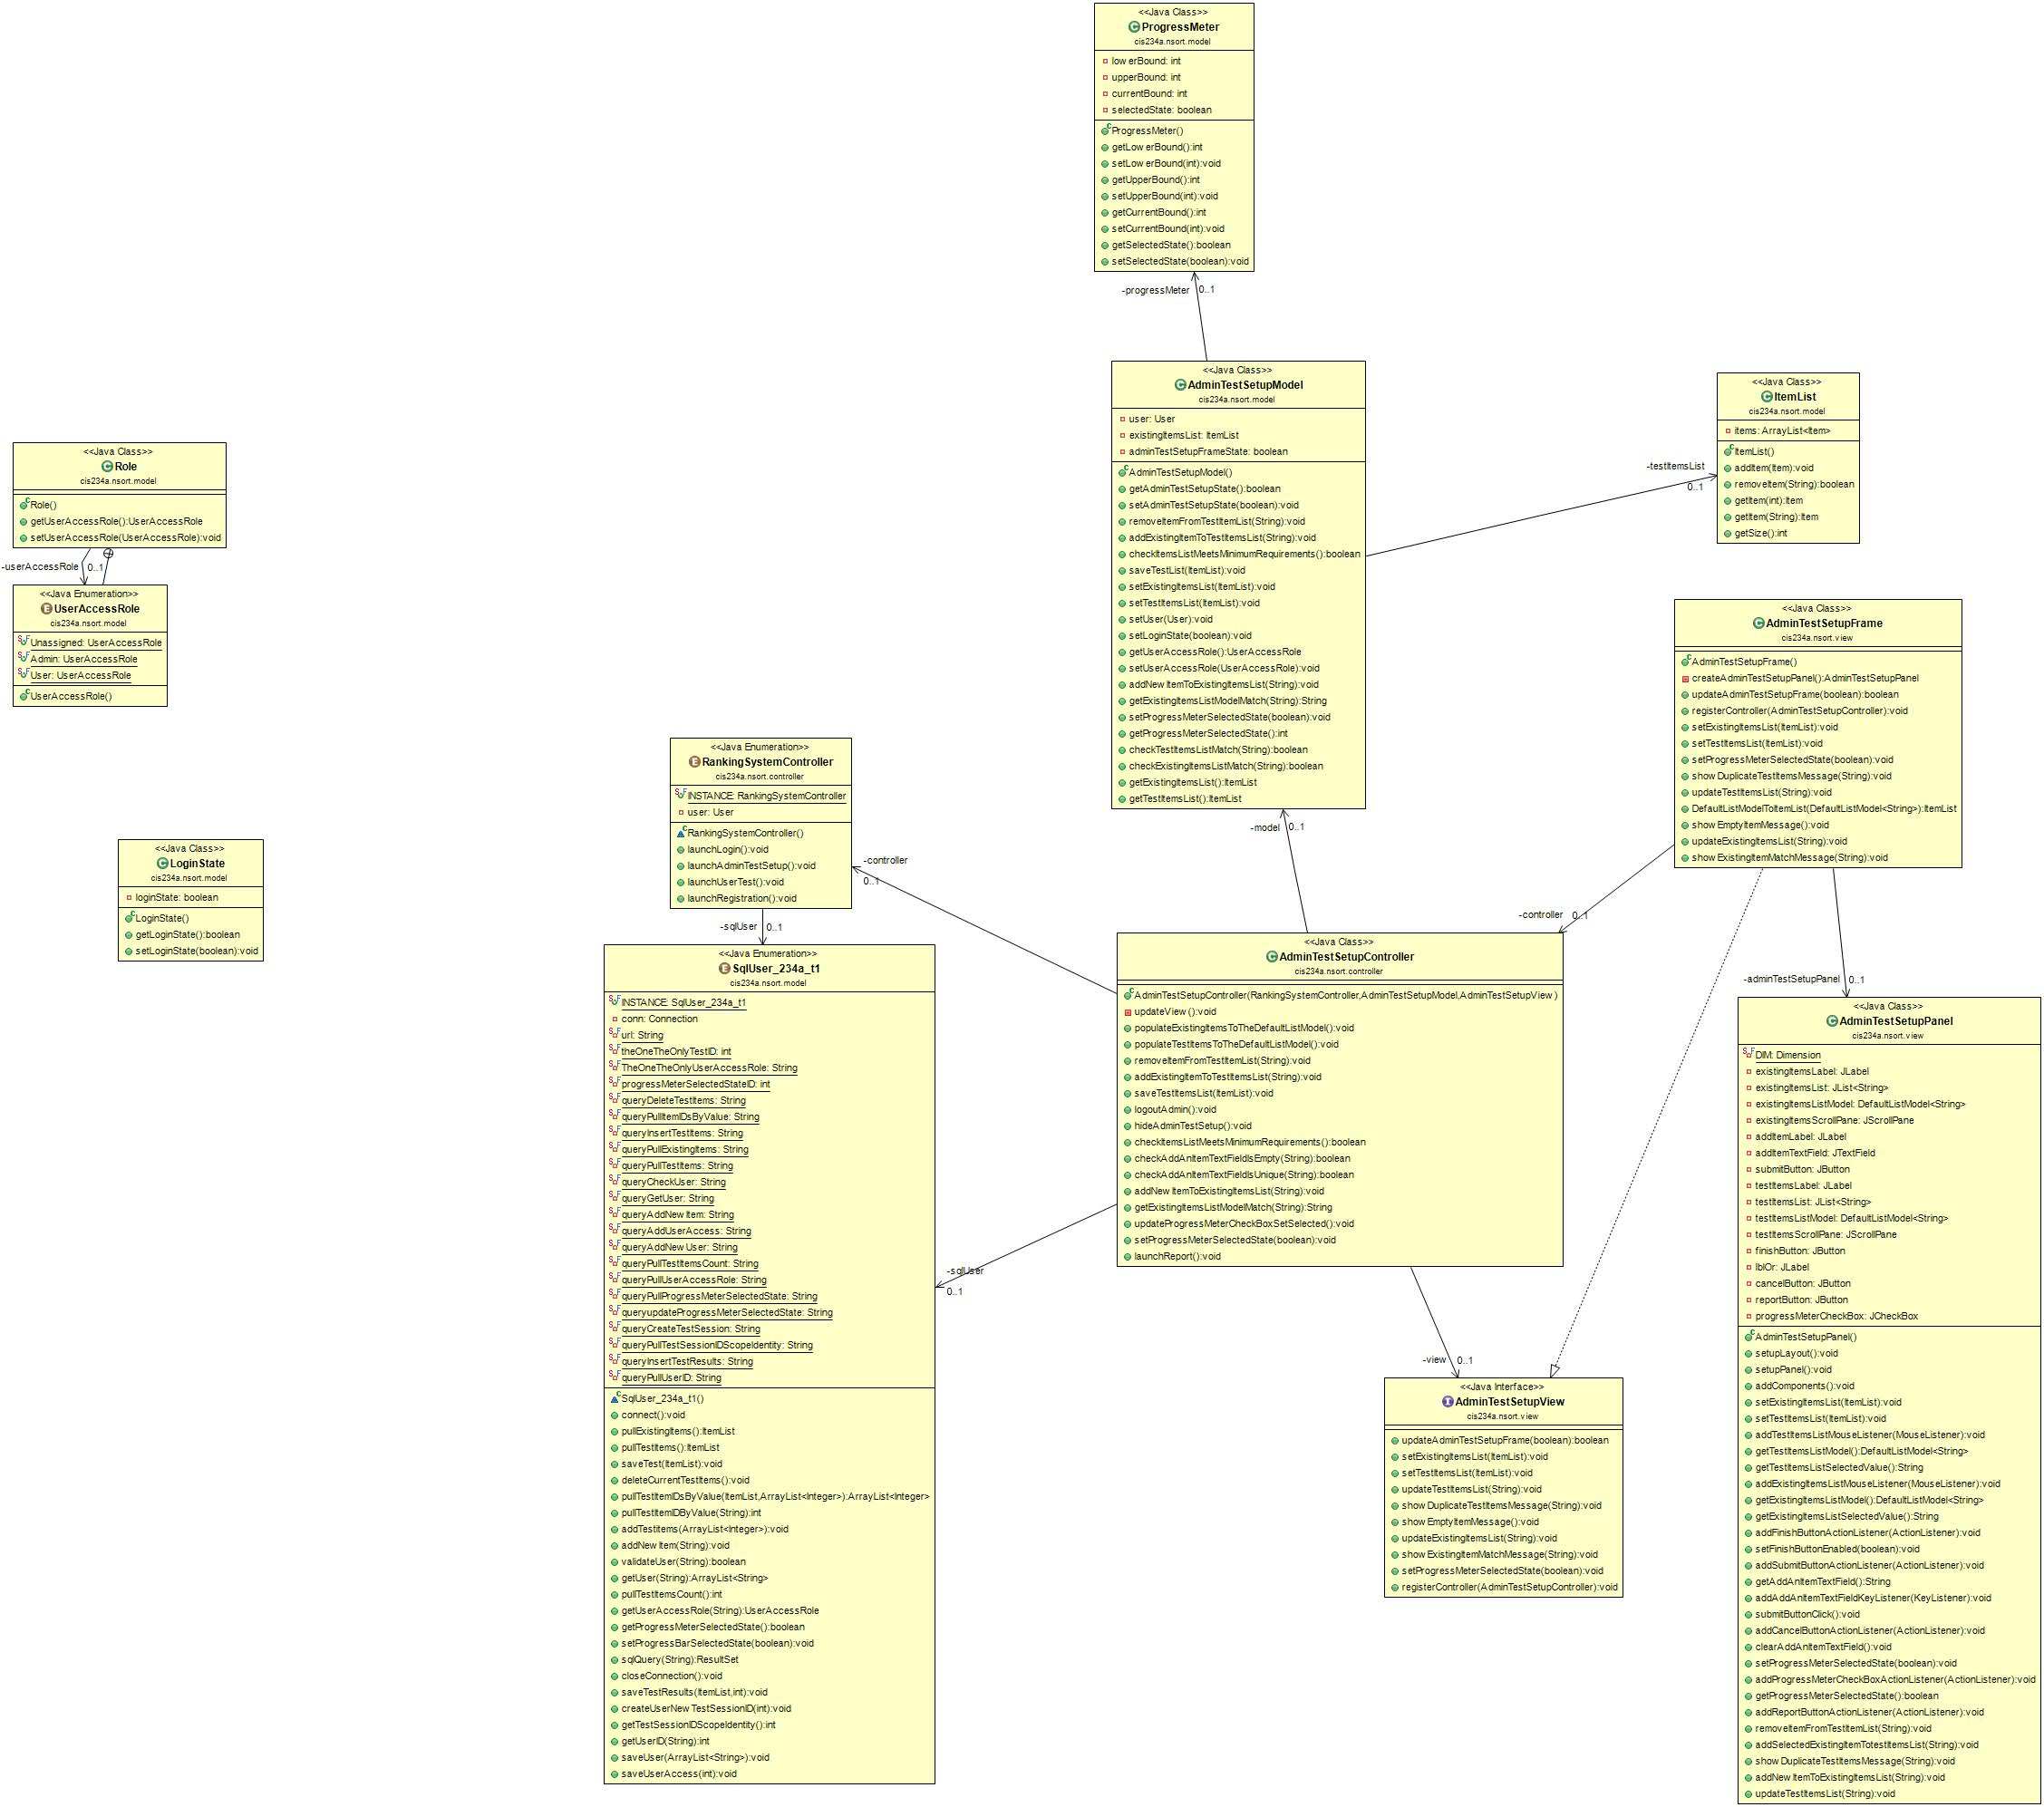 <<Java Class>>
ProgressMeter
cis234a.nsort.model
lowerBound: int
upperBound: int
currentBound: int
selectedState: boolean
ProgressMeter()
getLowerBound():int
setLowerBound(int):void
getUpperBound():int
setUpperBound(int):void
getCurrentBound():int
setCurrentBound(int):void
getSelectedState():boolean
setSelectedState(boolean):void
-progressMeter 0..1
<<Java Class>>
AdminTestSetupModel
cis234a.nsort.model
user: User
existingItemsList: ItemList
adminTestSetupFrameState: boolean
AdminTestSetupModel()
getAdminTestSetupState():boolean
setAdminTestSetupState(boolean):void
removeItemFromTestItemList(String):void
addExistingItemToTestItemsList(String):void
checkItemsListMeetsMinimumRequirements():boolean
saveTestList(ItemList):void
setExistingItemsList(ItemList):void
setTestItemsList(ItemList):void
setUser(User):void
setLoginState(boolean):void
getUserAccessRole():UserAccessRole
setUserAccessRole(UserAccessRole):void
addNewItemToExistingItemsList(String):void
getExistingItemsListModelMatch(String):String
setProgressMeterSelectedState(boolean):void
getProgressMeterSelectedState():int
checkTestItemsListMatch(String):boolean
checkExistingItemsListMatch(String):boolean
getExistingItemsList():ItemList
getTestItemsList():ItemList
-testItemsList
0..1
<<Java Class>>
ItemList
cis234a.nsort.model
items: ArrayList<Item>
ItemList()
addItem(Item):void
removeItem(String):boolean
getItem(int):Item
getItem(String):Item
getSize():int
<<Java Class>>
Role
cis234a.nsort.model
Role()
getUserAccessRole():UserAccessRole
setUserAccessRole(UserAccessRole):void
-userAccessRole 0..1
<<Java Enumeration>>
UserAccessRole
cis234a.nsort.model
Unassigned: UserAccessRole
Admin: UserAccessRole
User: UserAccessRole
UserAccessRole()
<<Java Class>>
LoginState
cis234a.nsort.model
loginState: boolean
LoginState()
getLoginState():boolean
setLoginState(boolean):void
<<Java Enumeration>>
RankingSystemController
cis234a.nsort.controller
INSTANCE: RankingSystemController
user: User
RankingSystemController()
launchLogin():void
launchAdminTestSetup():void
launchUserTest():void
launchRegistration():void
-controller
0..1
-sqlUser 0..1
<<Java Enumeration>>
SqlUser_234a_t1
cis234a.nsort.model
INSTANCE: SqlUser_234a_t1
conn: Connection
url: String
theOneTheOnlyTestID: int
TheOneTheOnlyUserAccessRole: String
progressMeterSelectedStateID: int
queryDeleteTestItems: String
queryPullItemIDsByValue: String
queryInsertTestItems: String
queryPullExistingItems: String
queryPullTestItems: String
queryCheckUser: String
queryGetUser: String
queryAddNewItem: String
queryAddUserAccess: String
queryAddNewUser: String
queryPullTestItemsCount: String
queryPullUserAccessRole: String
queryPullProgressMeterSelectedState: String
queryupdateProgressMeterSelectedState: String
queryCreateTestSession: String
queryPullTestSessionIDScopeIdentity: String
queryInsertTestResults: String
queryPullUserID: String
SqlUser_234a_t1()
connect():void
pullExistingItems():ItemList
pullTestItems():ItemList
saveTest(ItemList):void
deleteCurrentTestItems():void
pullTestItemIDsByValue(ItemList,ArrayList<Integer>):ArrayList<Integer>
pullTestItemIDByValue(String):int
addTestitems(ArrayList<Integer>):void
addNewItem(String):void
validateUser(String):boolean
getUser(String):ArrayList<String>
pullTestItemsCount():int
getUserAccessRole(String):UserAccessRole
getProgressMeterSelectedState():boolean
setProgressBarSelectedState(boolean):void
sqlQuery(String):ResultSet
closeConnection():void
saveTestResults(ItemList,int):void
createUserNewTestSessionID(int):void
getTestSessionIDScopeIdentity():int
getUserID(String):int
saveUser(ArrayList<String>):void
saveUserAccess(int):void
-model 0..1
<<Java Class>>
AdminTestSetupController
cis234a.nsort.controller
AdminTestSetupController(RankingSystemController,AdminTestSetupModel,AdminTestSetupView)
updateView():void
populateExistingItemsToTheDefaultListModel():void
populateTestItemsToTheDefaultListModel():void
removeItemFromTestItemList(String):void
addExistingItemToTestItemsList(String):void
saveTestItemsList(ItemList):void
logoutAdmin():void
hideAdminTestSetup():void
checkItemsListMeetsMinimumRequirements():boolean
checkAddAnItemTextFieldIsEmpty(String):boolean
checkAddAnItemTextFieldIsUnique(String):boolean
addNewItemToExistingItemsList(String):void
getExistingItemsListModelMatch(String):String
updateProgressMeterCheckBoxSetSelected():void
setProgressMeterSelectedState(boolean):void
launchReport():void
-sqlUser
0..1
-view 0..1
<<Java Interface>>
AdminTestSetupView
cis234a.nsort.view
updateAdminTestSetupFrame(boolean):boolean
setExistingItemsList(ItemList):void
setTestItemsList(ItemList):void
updateTestItemsList(String):void
showDuplicateTestItemsMessage(String):void
showEmptyItemMessage():void
updateExistingItemsList(String):void
showExistingItemMatchMessage(String):void
setProgressMeterSelectedState(boolean):void
registerController(AdminTestSetupController):void
<<Java Class>>
AdminTestSetupFrame
cis234a.nsort.view
AdminTestSetupFrame()
createAdminTestSetupPanel():AdminTestSetupPanel
updateAdminTestSetupFrame(boolean):boolean
registerController(AdminTestSetupController):void
setExistingItemsList(ItemList):void
setTestItemsList(ItemList):void
setProgressMeterSelectedState(boolean):void
showDuplicateTestItemsMessage(String):void
updateTestItemsList(String):void
DefaultListModelToItemList(DefaultListModel<String>):ItemList
showEmptyItemMessage():void
updateExistingItemsList(String):void
showExistingItemMatchMessage(String):void
-controller 0..1
-adminTestSetupPanel 0..1
<<Java Class>>
AdminTestSetupPanel
cis234a.nsort.view
DIM: Dimension
existingItemsLabel: JLabel
existingItemsList: JList<String>
existingItemsListModel: DefaultListModel<String>
existingItemsScrollPane: JScrollPane
addItemLabel: JLabel
addItemTextField: JTextField
submitButton: JButton
testItemsLabel: JLabel
testItemsList: JList<String>
testItemsListModel: DefaultListModel<String>
testItemsScrollPane: JScrollPane
finishButton: JButton
lblOr: JLabel
cancelButton: JButton
reportButton: JButton
progressMeterCheckBox: JCheckBox
AdminTestSetupPanel()
setupLayout():void
setupPanel():void
addComponents():void
setExistingItemsList(ItemList):void
setTestItemsList(ItemList):void
addTestItemsListMouseListener(MouseListener):void
getTestItemsListModel():DefaultListModel<String>
getTestItemsListSelectedValue():String
addExistingItemsListMouseListener(MouseListener):void
getExistingItemsListModel():DefaultListModel<String>
getExistingItemsListSelectedValue():String
addFinishButtonActionListener(ActionListener):void
setFinishButtonEnabled(boolean):void
addSubmitButtonActionListener(ActionListener):void
getAddAnItemTextField():String
addAddAnItemTextFieldKeyListener(KeyListener):void
submitButtonClick():void
addCancelButtonActionListener(ActionListener):void
clearAddAnItemTextField():void
setProgressMeterSelectedState(boolean):void
addProgressMeterCheckBoxActionListener(ActionListener):void
getProgressMeterSelectedState():boolean
addReportButtonActionListener(ActionListener):void
removeItemFromTestItemList(String):void
addSelectedExistingItemTotestItemsList(String):void
showDuplicateTestItemsMessage(String):void
addNewItemToExistingItemsList(String):void
updateTestItemsList(String):void